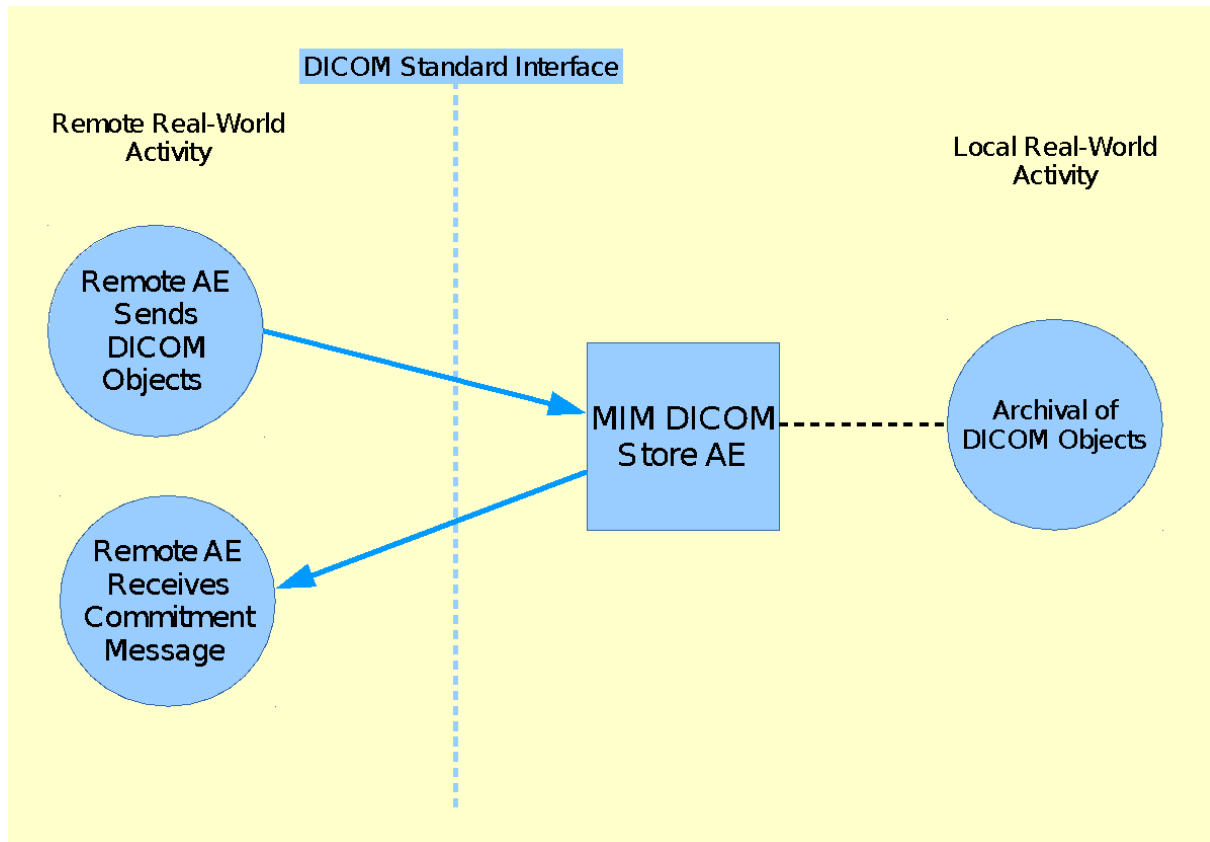 DICOM Standard Interface
Remote Real-World
Activity
Local Real-World
Activity
Remote AE
Sends
DICOM
Objects
MIM DICOM
Store AE
Archival of
DICOM Objects
Remote AE
Receives
Commitment
Message